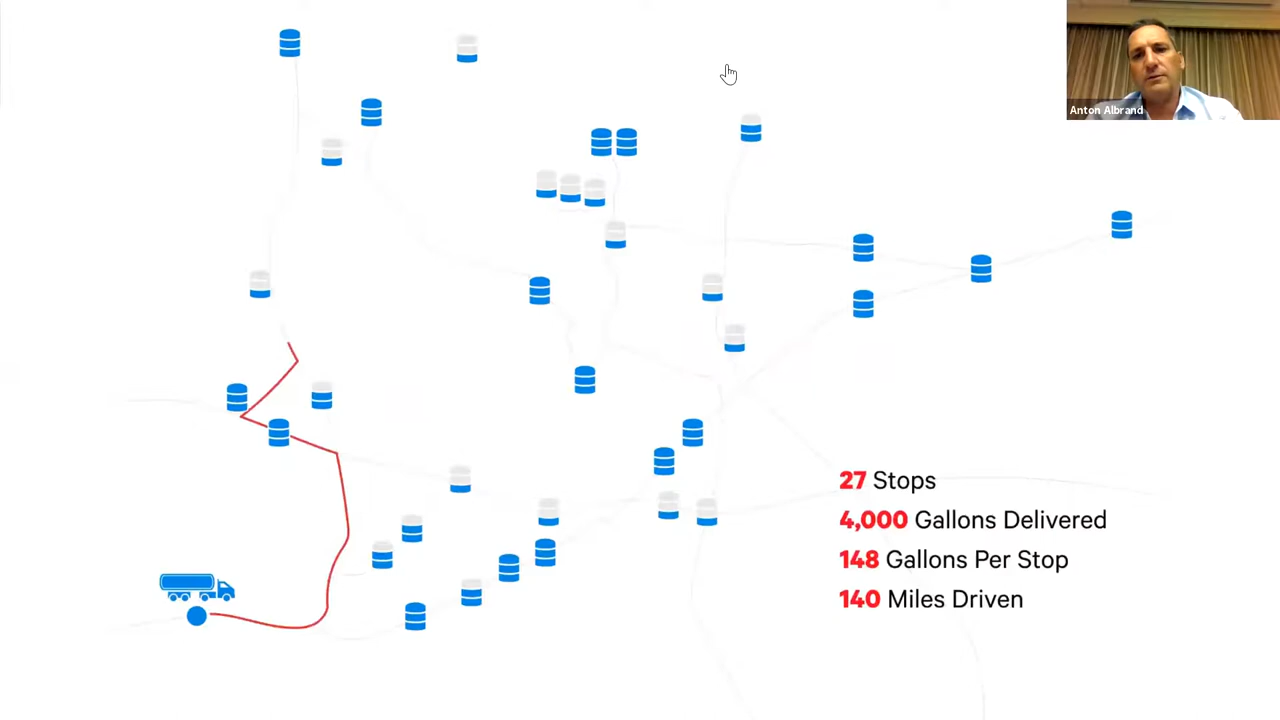 Anton Albrand
27 Stops
4,000 Gallons Delivered
148 Gallons Per Stop
140 Miles Driven